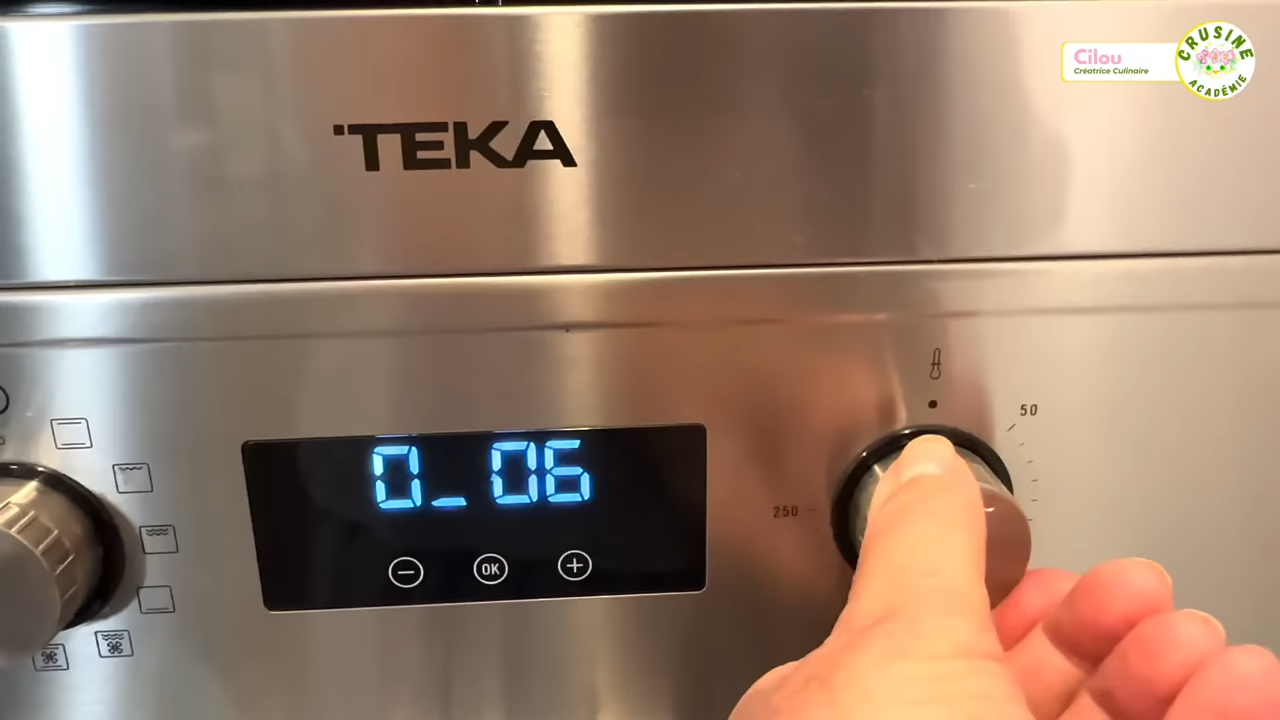 Cilou
Créatrice Culinaire
CRUSINE
ACADÉMIE
TEKA
50
0_06
250
OK